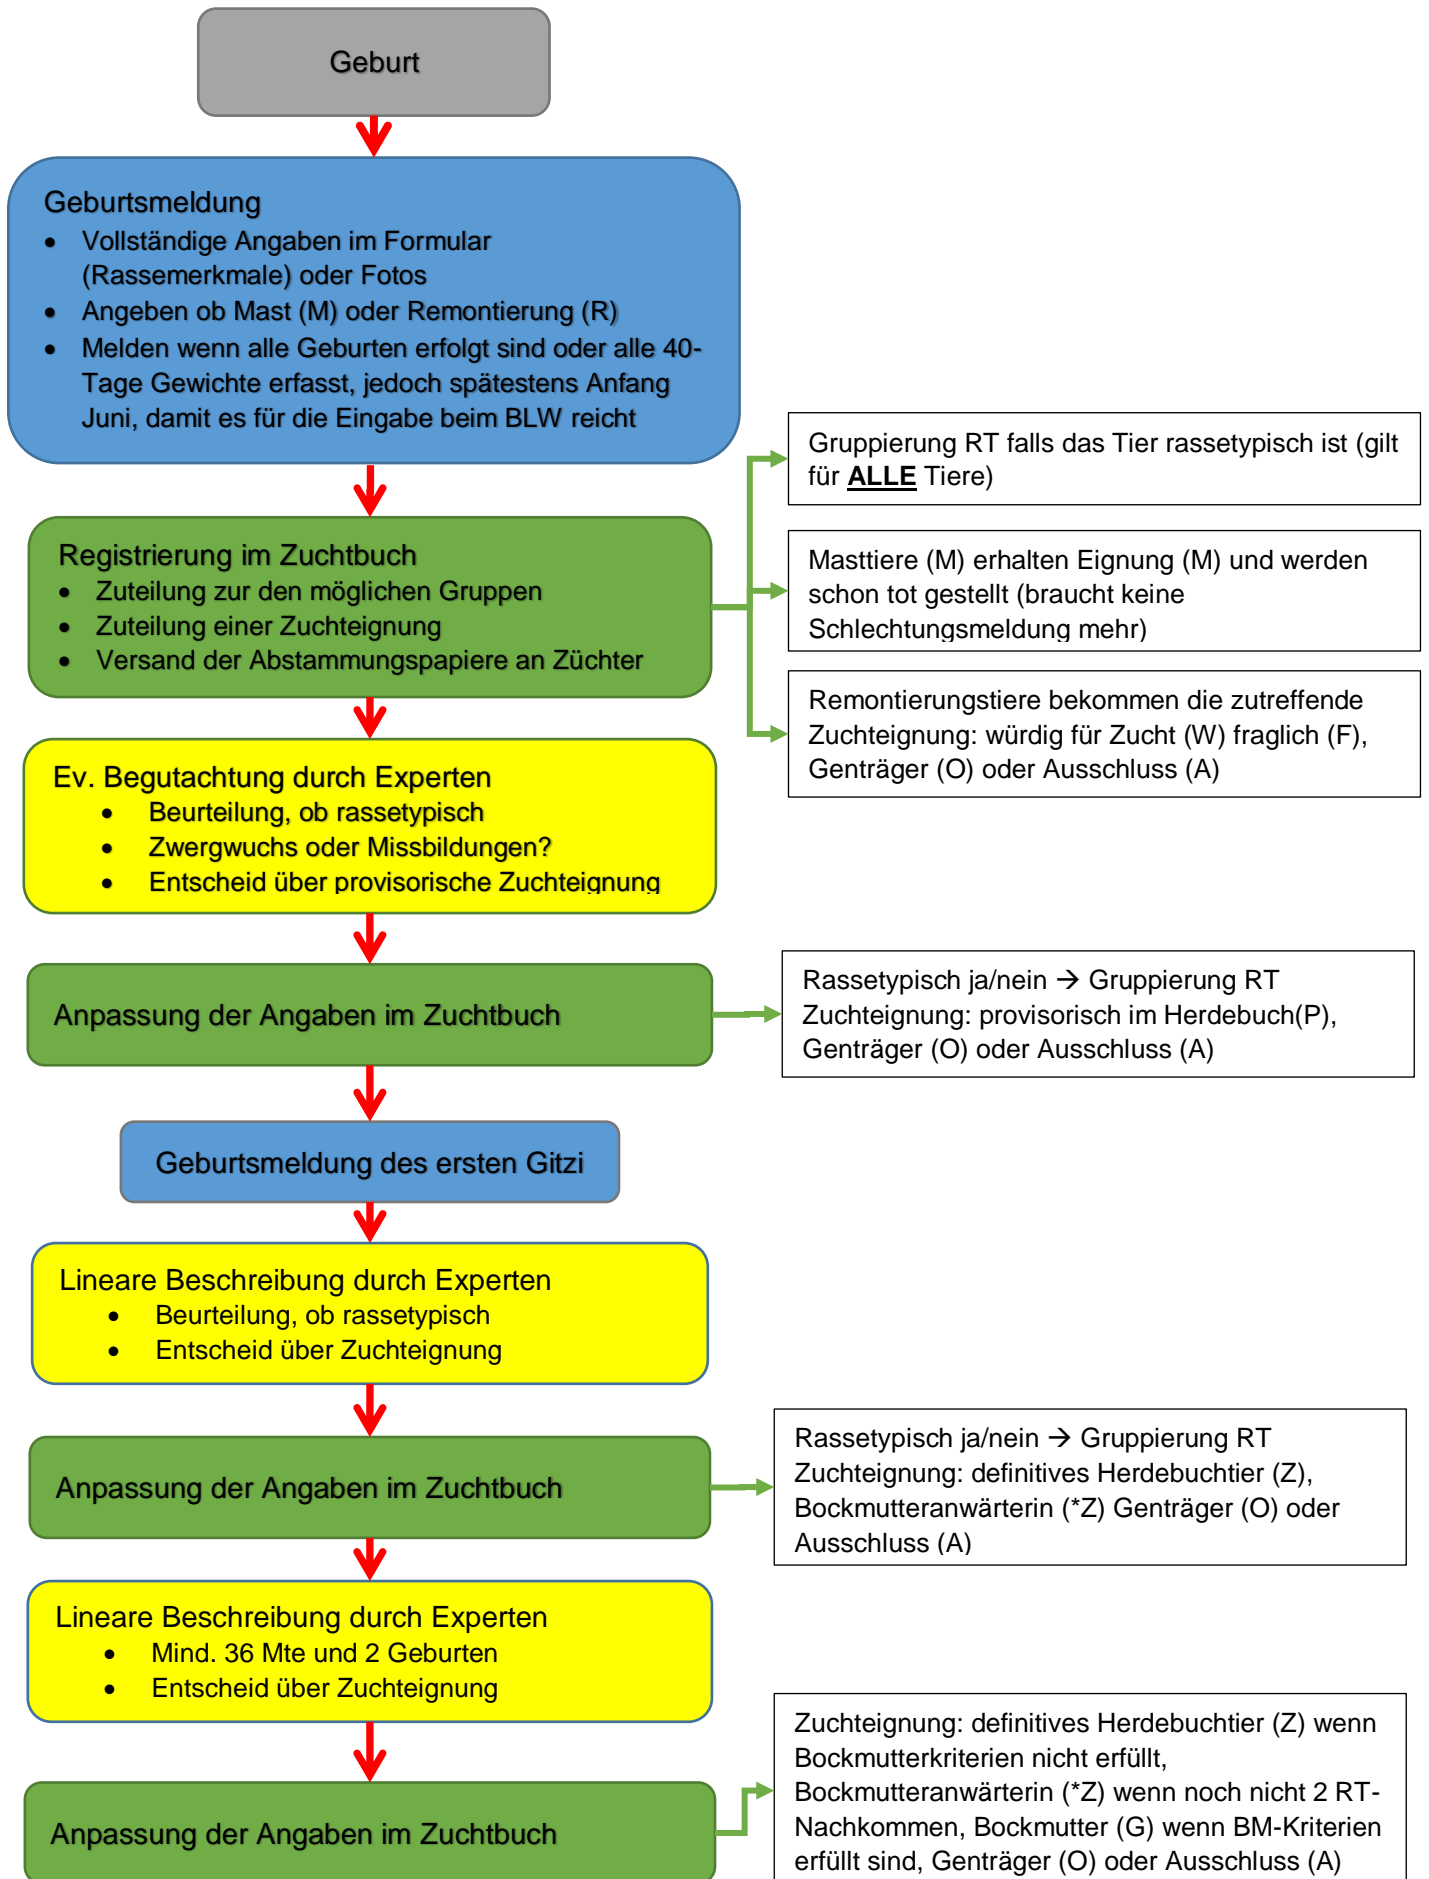 Geburt
Geburtsmeldung
• Vollständige Angaben im Formular
(Rassemerkmale) oder Fotos
• Angeben ob Mast (M) oder Remontierung (R)
• Melden wenn alle Geburten erfolgt sind oder alle 40-
Tage Gewichte erfasst, jedoch spätestens Anfang
Juni, damit es für die Eingabe beim BLW reicht
Gruppierung RT falls das Tier rassetypisch ist (gilt
für ALLE Tiere)
Registrierung im Zuchtbuch
• Zuteilung zur den möglichen Gruppen
• Zuteilung einer Zuchteignung
• Versand der Abstammungspapiere an Züchter
Masttiere (M) erhalten Eignung (M) und werden
schon tot gestellt (braucht keine
Schlechtungsmeldung mehr)
Remontierungstiere bekommen die zutreffende
Zuchteignung: würdig für Zucht (W) fraglich (F),
Genträger (O) oder Ausschluss (A)
Ev. Begutachtung durch Experten
• Beurteilung, ob rassetypisch
• Zwergwuchs oder Missbildungen?
• Entscheid über provisorische Zuchteignung
Anpassung der Angaben im Zuchtbuch
Rassetypisch ja/nein → Gruppierung RT
Zuchteignung: provisorisch im Herdebuch(P),
Genträger (O) oder Ausschluss (A)
Geburtsmeldung des ersten Gitzi
Lineare Beschreibung durch Experten
• Beurteilung, ob rassetypisch
• Entscheid über Zuchteignung
Anpassung der Angaben im Zuchtbuch
Rassetypisch ja/nein → Gruppierung RT
Zuchteignung: definitives Herdebuchtier (Z),
Bockmutteranwärterin (*Z) Genträger (O) oder
Ausschluss (A)
Lineare Beschreibung durch Experten
• Mind. 36 Mte und 2 Geburten
• Entscheid über Zuchteignung
Anpassung der Angaben im Zuchtbuch
Zuchteignung: definitives Herdebuchtier (Z) wenn
Bockmutterkriterien nicht erfüllt,
Bockmutteranwärterin (*Z) wenn noch nicht 2 RT-
Nachkommen, Bockmutter (G) wenn BM-Kriterien
erfüllt sind, Genträger (O) oder Ausschluss (A)